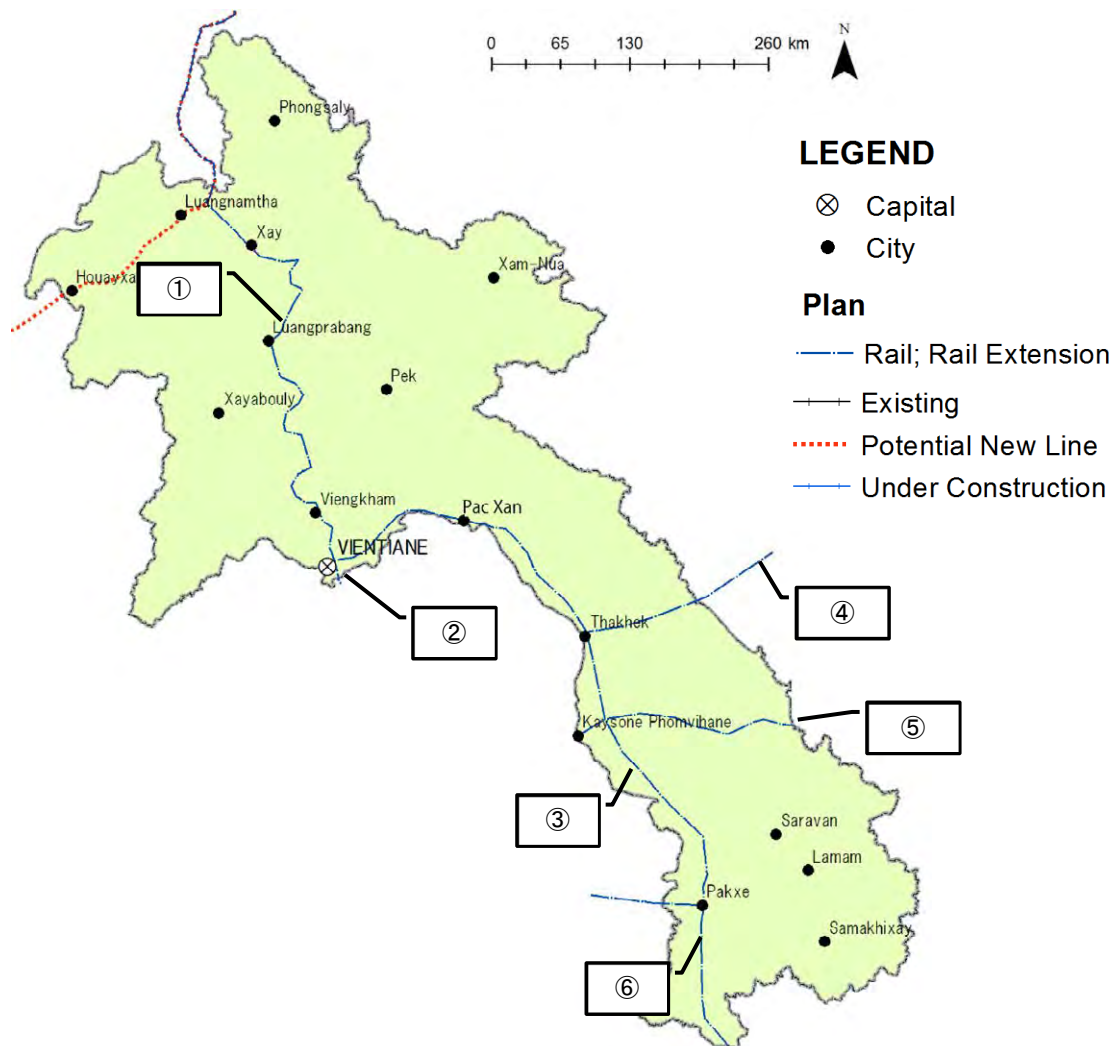 0 65 130 260 km
N
Phongsaly
LEGEND
Capital
City
Plan
Rail; Rail Extension
Existing
Potential New Line
Under Construction
Luangnamtha
Xay
Xam-Nua
Houayxa
①
Luangprabang
Pek
Xayabouly
Viengkham
Pac Xan
VIENTIANE
②
④
Thakhek
⑤
Kaysone Phomvihane
③
Saravan
Lamam
Pakxe
Samakhixay
⑥